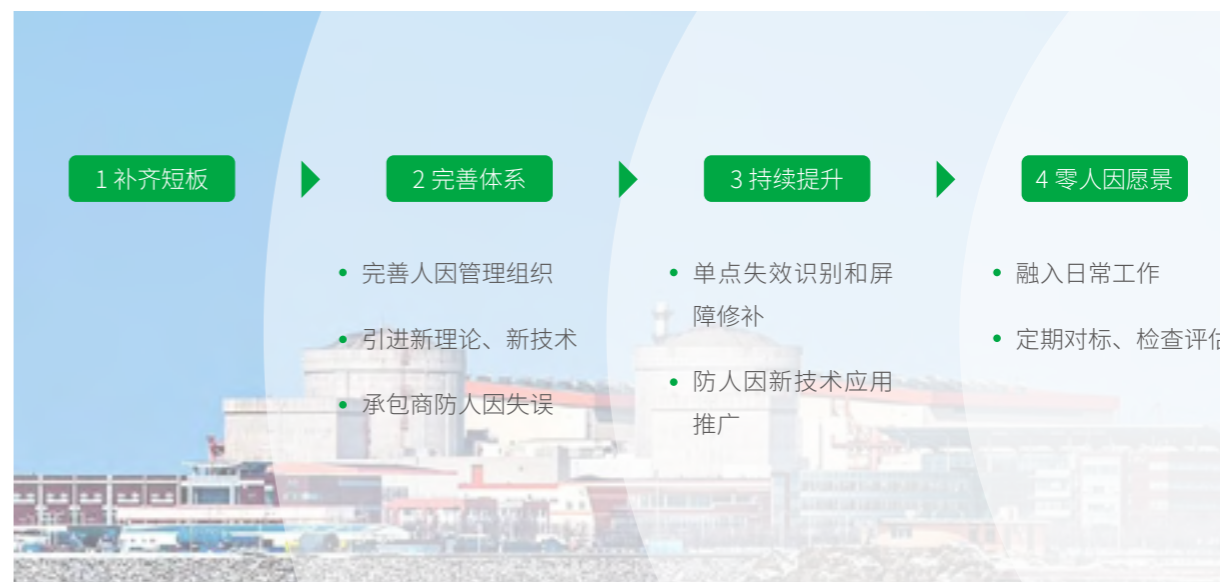 1 补齐短板
2 完善体系
3 持续提升
4 零人因愿景
• 完善人因管理组织
• 引进新理论、新技术
• 承包商防人因失误
• 单点失效识别和屏
障修补
• 防人因新技术应用
推广
• 融入日常工作
• 定期对标、检查评